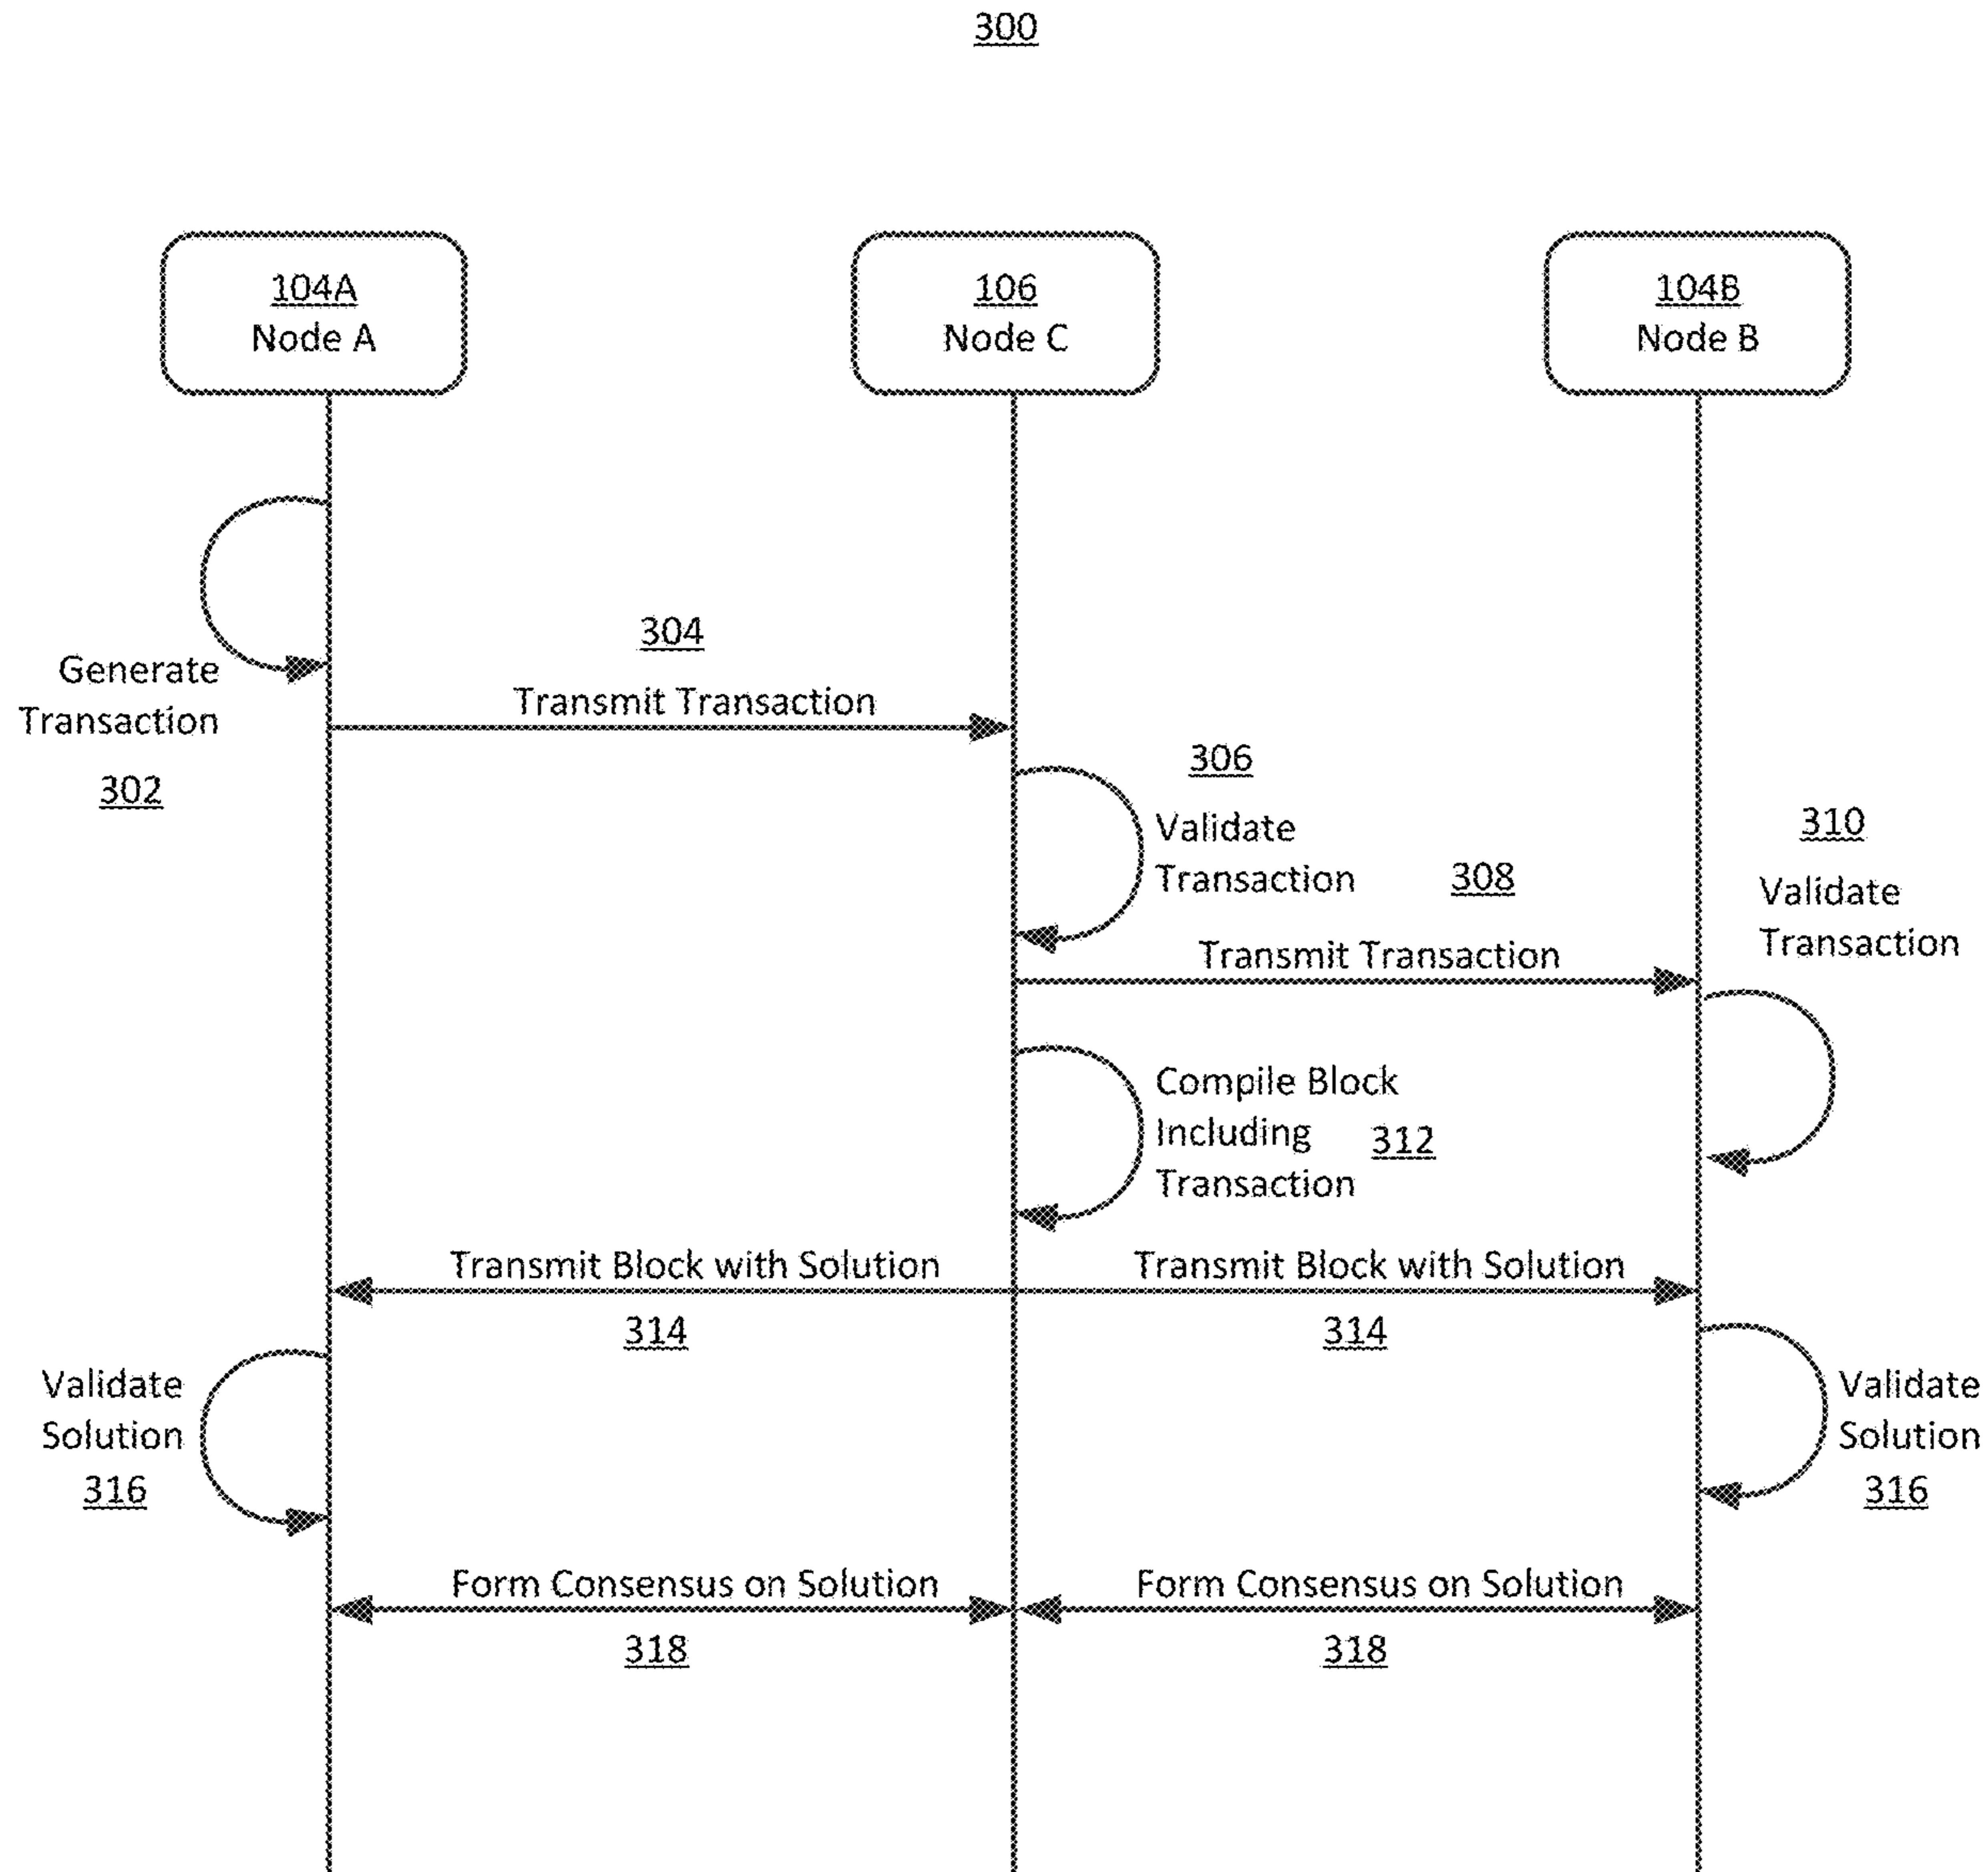 300
104A
Node A
106
Node C
104B
Node B
Generate
Transaction
302
304
Transmit Transaction
306
Validate
Transaction
308
Transmit Transaction
310
Validate
Transaction
Compile Block
Including
Transaction
312
Transmit Block with Solution
314
Transmit Block with Solution
314
Validate
Solution
316
Validate
Solution
316
Form Consensus on Solution
318
Form Consensus on Solution
318